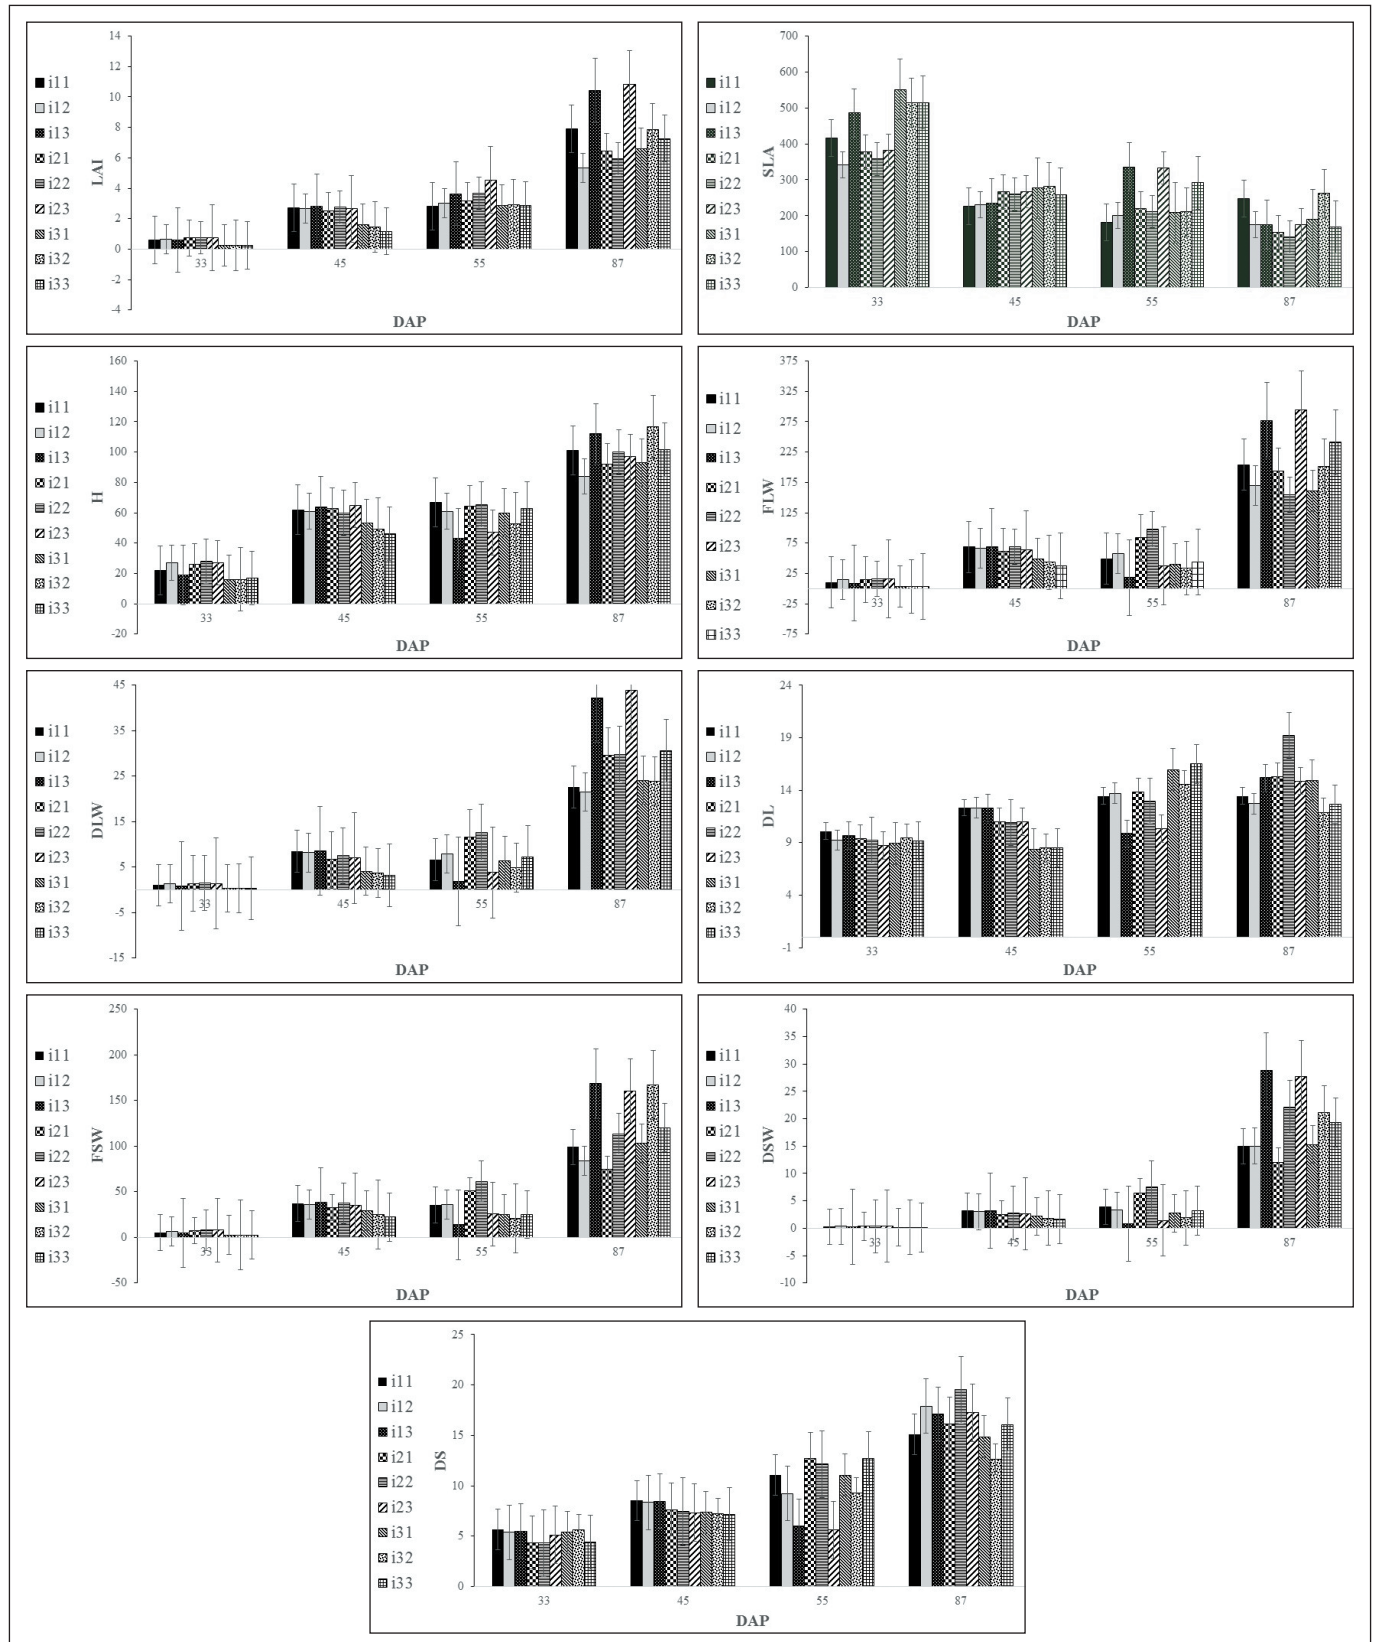 LAI
14
12
10
8
6
4
2
0
-2
-4
i11
i12
i13
i21
i22
i23
i31
i32
i33
33 45 55 87
DAP
SLA
700
600
500
400
300
200
100
0
i11
i12
i13
i21
i22
i23
i31
i32
i33
33 45 55 87
DAP
H
160
140
120
100
80
60
40
20
0
-20
i11
i12
i13
i21
i22
i23
i31
i32
i33
33 45 55 87
DAP
FLW
375
325
275
225
175
125
75
25
-25
-75
i11
i12
i13
i21
i22
i23
i31
i32
i33
33 45 55 87
DAP
DLW
45
35
25
15
5
-5
-15
i11
i12
i13
i21
i22
i23
i31
i32
i33
33 45 55 87
DAP
DL
24
19
14
9
4
-1
i11
i12
i13
i21
i22
i23
i31
i32
i33
33 45 55 87
DAP
FSW
250
200
150
100
50
0
-50
i11
i12
i13
i21
i22
i23
i31
i32
i33
33 45 55 87
DAP
DSW
40
35
30
25
20
15
10
5
0
-5
-10
i11
i12
i13
i21
i22
i23
i31
i32
i33
33 45 55 87
DAP
DS
25
20
15
10
5
0
i11
i12
i13
i21
i22
i23
i31
i32
i33
33 45 55 87
DAP